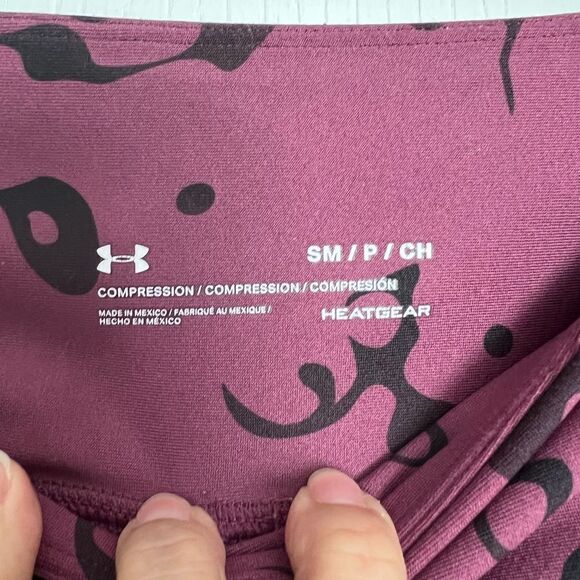 SM / P / CH
COMPRESSION / COMPRESSION / COMPRESIÓN
MADE IN MEXICO / FABRIQUÉ AU MEXIQUE /
HECHO EN MÉXICO
HEATGEAR